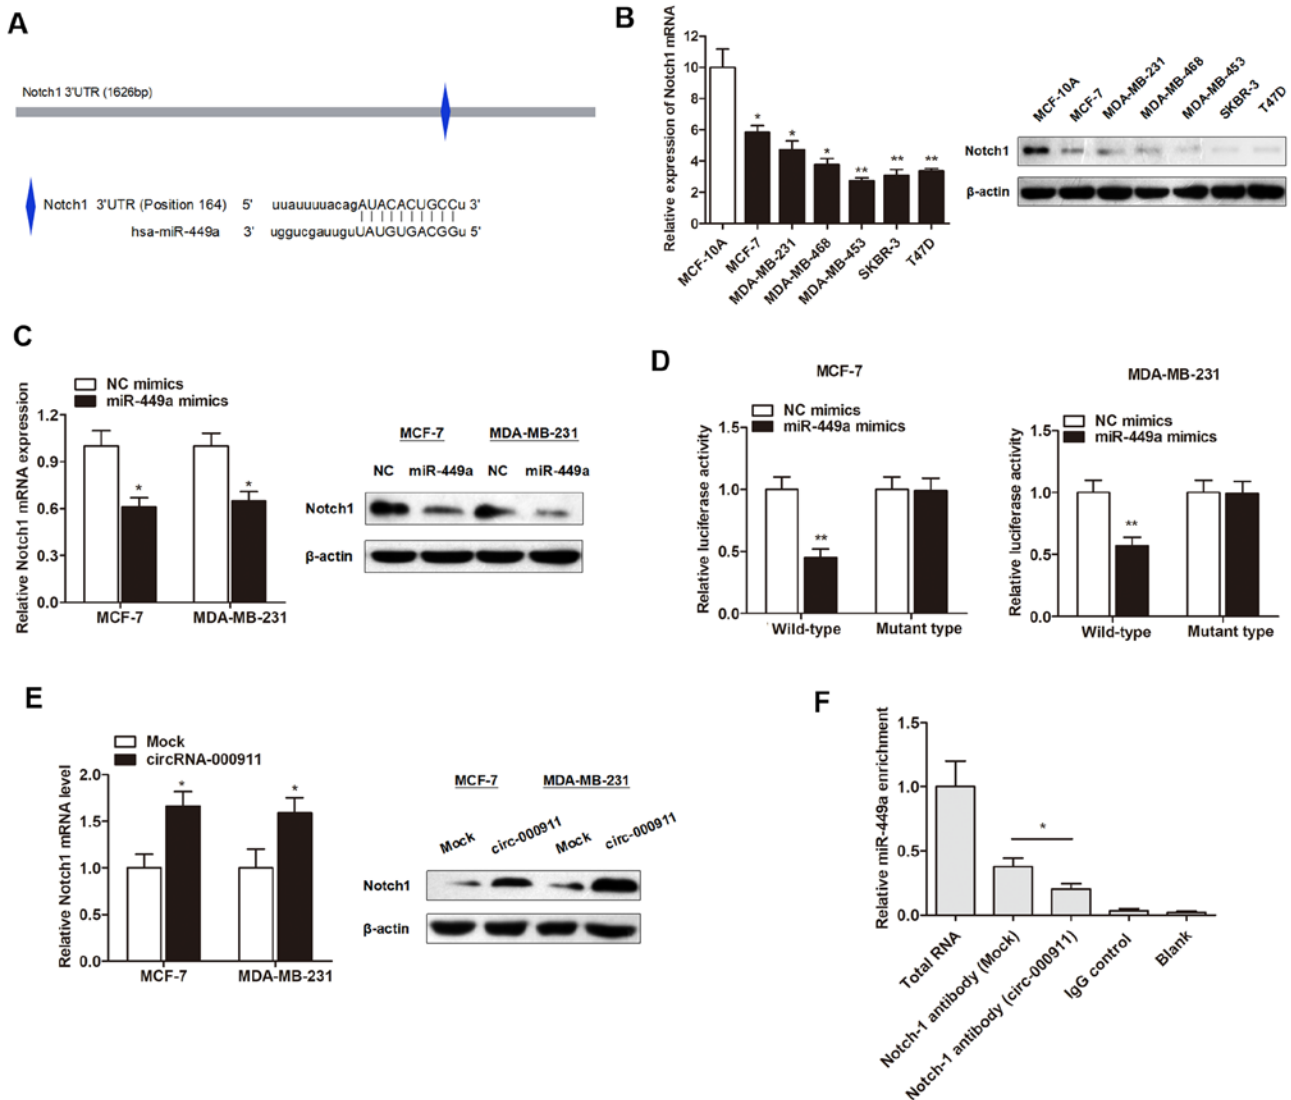 A
Notch1 3'UTR (1626bp)
Notch1 3'UTR (Position 164) 5' uuauuuuacagAUACACUGCCu 3'
hsa-miR-449a 3' uggucgauuguUAUGUGACGGu 5'
B
Relative expression of Notch1 mRNA
12
10
8
6
4
2
0
* * * ** ** **
MCF-10A MCF-7 MDA-MB-231 MDA-MB-468 MDA-MB-453 SKBR-3 T47D
MCF-10A MCF-7 MDA-MB-231 MDA-MB-468 MDA-MB-453 SKBR-3 T47D
Notch1
β-actin
C
NC mimics
miR-449a mimics
Relative Notch1 mRNA expression
1.2
0.9
0.6
0.3
0.0
* *
MCF-7 MDA-MB-231
MCF-7 MDA-MB-231
NC miR-449a NC miR-449a
Notch1
β-actin
D
MCF-7
NC mimics
miR-449a mimics
Relative luciferase activity
1.5
1.0
0.5
0.0
**
Wild-type Mutant type
MDA-MB-231
NC mimics
miR-449a mimics
Relative luciferase activity
1.5
1.0
0.5
0.0
**
Wild-type Mutant type
E
Mock
circRNA-000911
Relative Notch1 mRNA level
2.0
1.5
1.0
0.5
0.0
* *
MCF-7 MDA-MB-231
MCF-7 MDA-MB-231
Mock circ-000911 Mock circ-000911
Notch1
β-actin
F
Relative miR-449a enrichment
1.5
1.0
0.5
0.0
*
Total RNA
Notch-1 antibody (Mock)
Notch-1 antibody (circ-000911)
IgG control
Blank